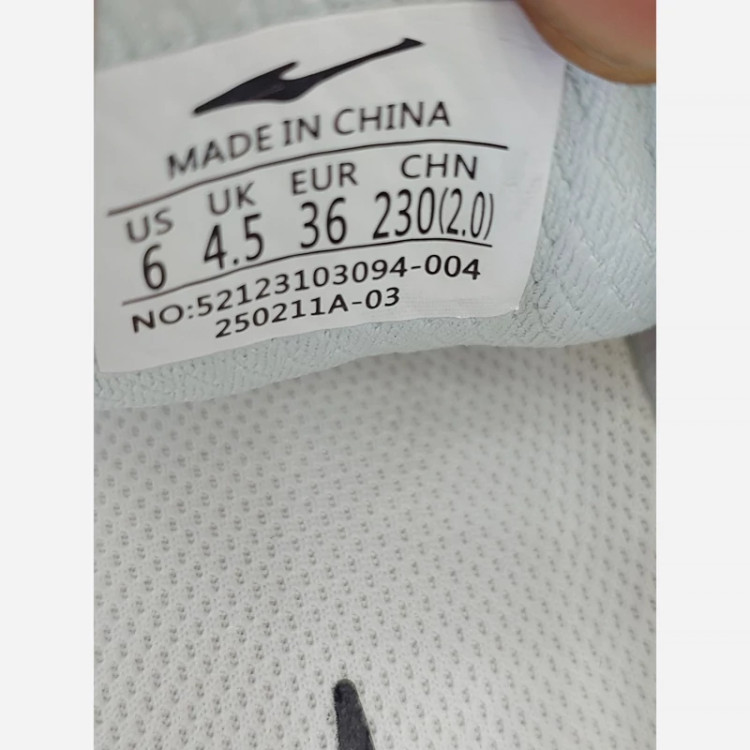 MADE IN CHINA
US UK EUR CHN
6 4.5 36 230(2.0)
NO:52123103094-004
250211A-03